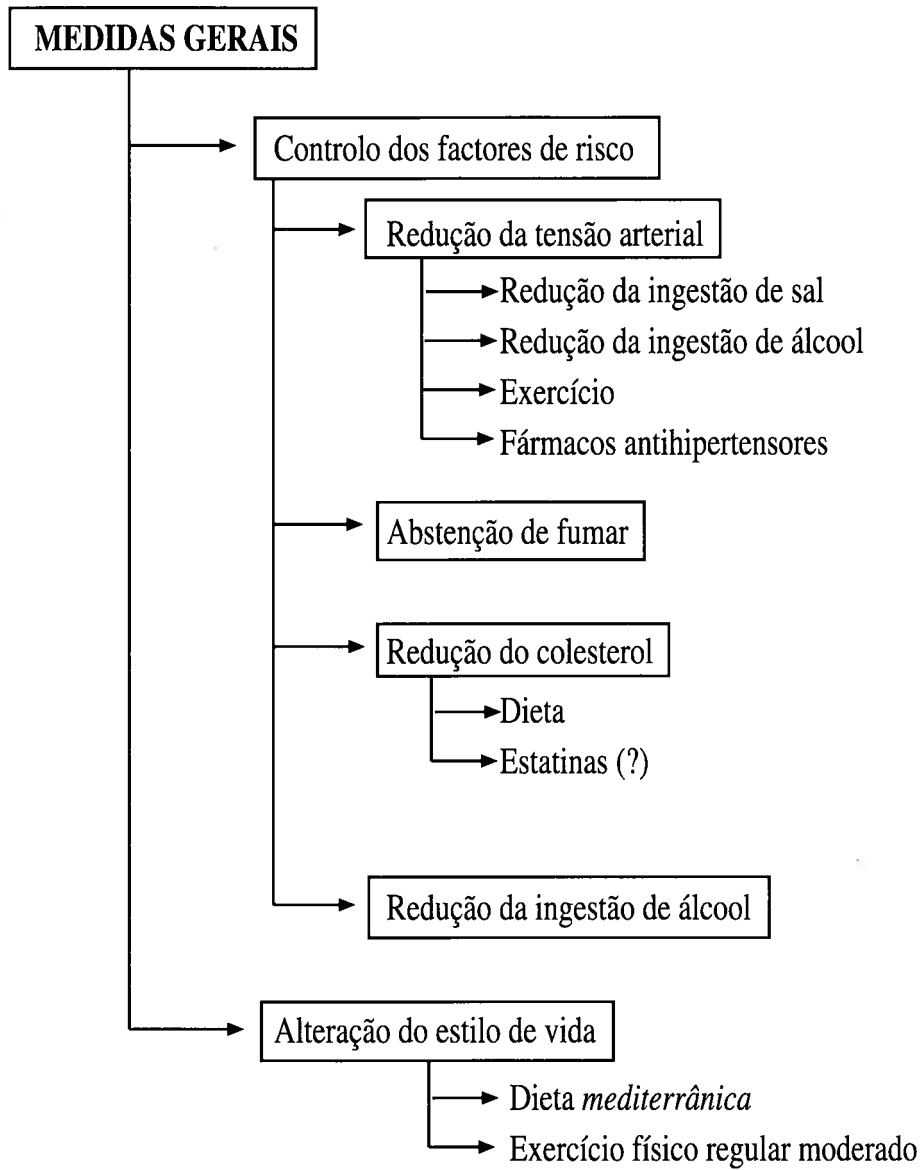 MEDIDAS GERAIS
Controlo dos factores de risco
Redução da tensão arterial
Redução da ingestão de sal
Redução da ingestão de álcool
Exercício
Fármacos antihipertensores
Abstenção de fumar
Redução do colesterol
Dieta
Estatinas (?)
Redução da ingestão de álcool
Alteração do estilo de vida
Dieta mediterrânica
Exercício físico regular moderado